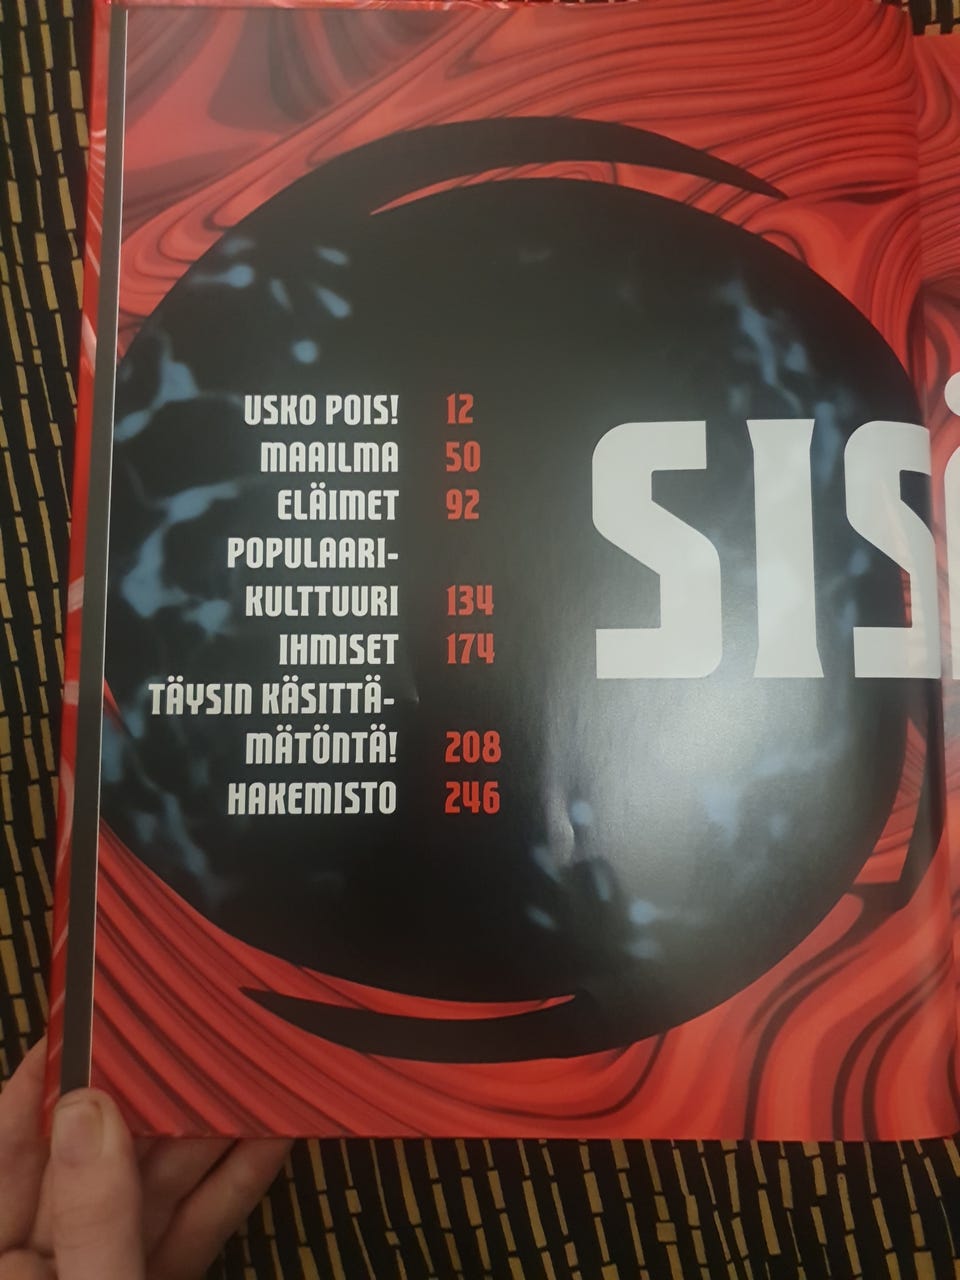 USKO POIS! 12
MAAILMA 50
ELÄIMET 92
POPULAARI-
KULTTUURI 134
IHMISET 174
TÄYSIN KÄSITTÄ-
MÄTÖNTÄ! 208
HAKEMISTO 246
SIS